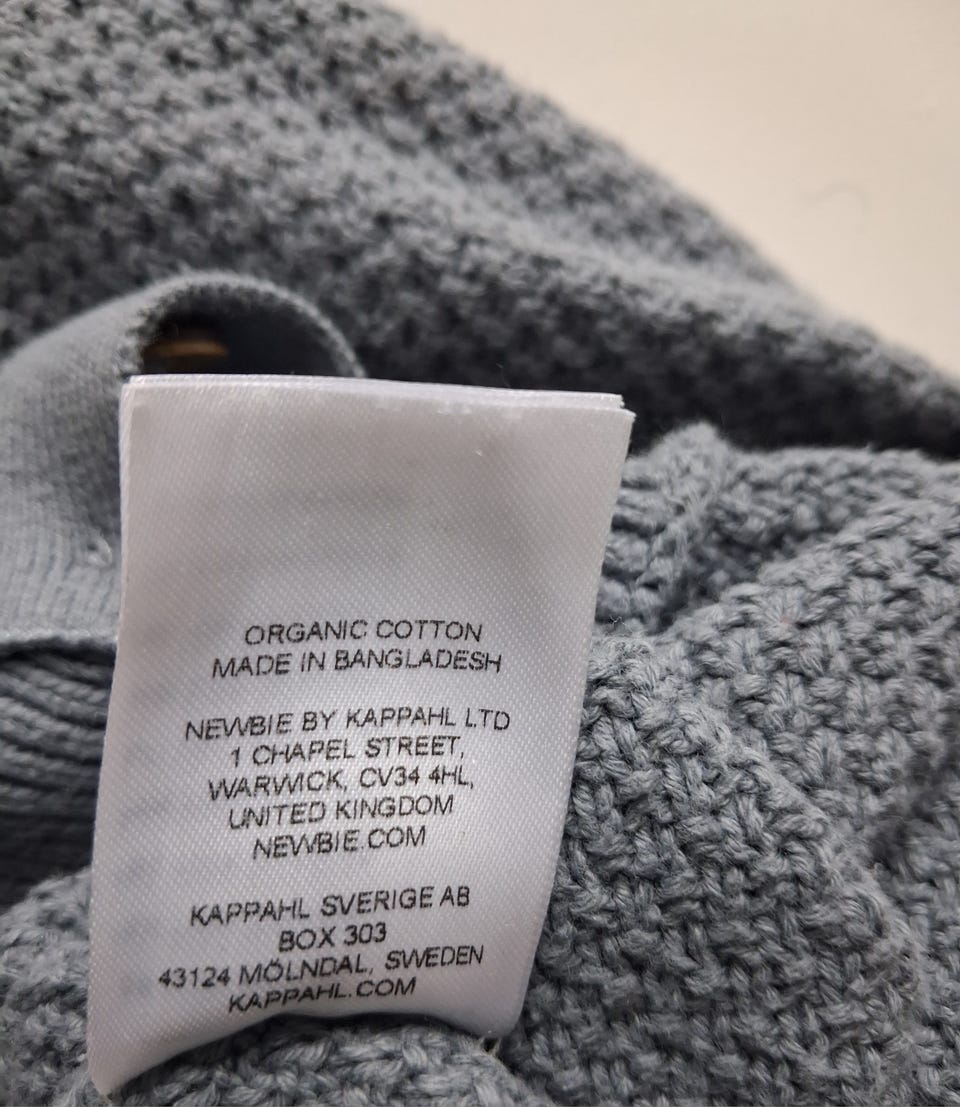 ORGANIC COTTON
MADE IN BANGLADESH
NEWBIE BY KAPPAHL LTD
1 CHAPEL STREET,
WARWICK, CV34 4HL,
UNITED KINGDOM
NEWBIE.COM
KAPPAHL SVERIGE AB
BOX 303
43124 MÖLNDAL, SWEDEN
KAPPAHL.COM